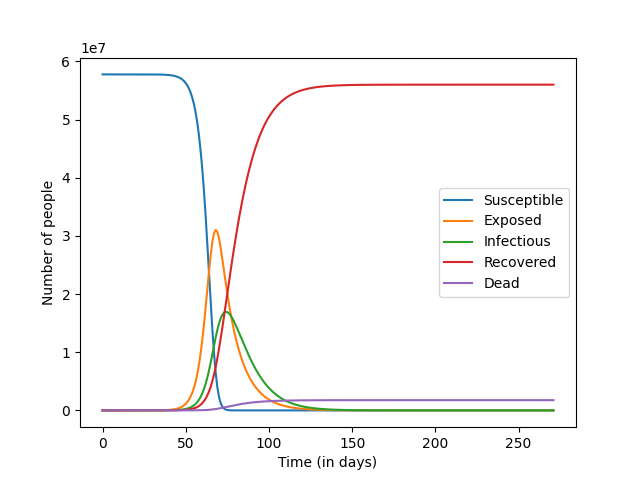 1e7
6
5
4
3
2
1
0
Number of people
Susceptible
Exposed
Infectious
Recovered
Dead
0 50 100 150 200 250
Time (in days)